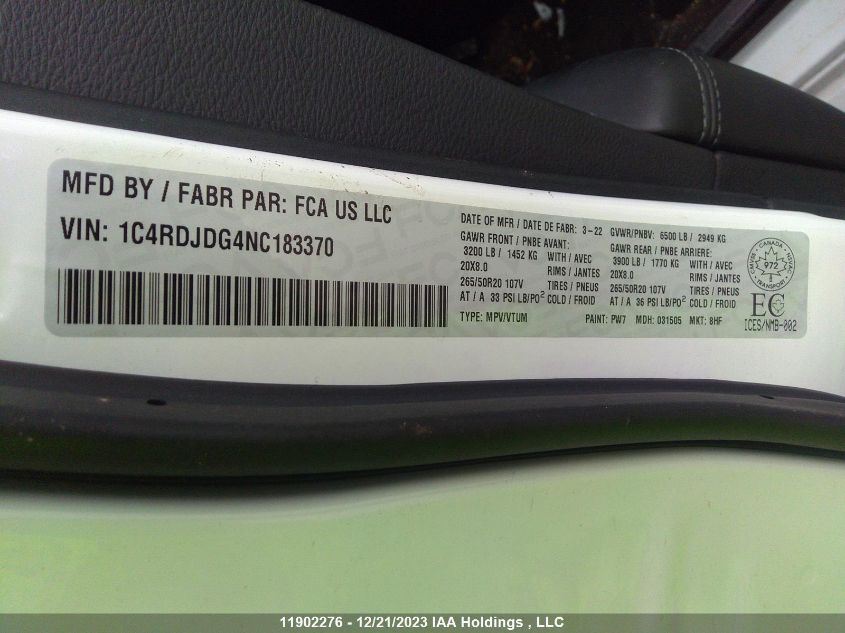 MFD BY / FABR PAR: FCA US LLC
VIN: 1C4RDJDG4NC183370
DATE OF MFR / DATE DE FABR: 3-22 GVWR/PNBV: 6500 LB / 2949 KG
GAWR FRONT / PNBE AVANT: GAWR REAR / PNBE ARRIERE:
3200 LB / 1452 KG WITH / AVEC 3900 LB / 1770 KG WITH / AVEC
20X8.0 RIMS / JANTES 20X8.0 RIMS / JANTES
265/50R20 107V TIRES / PNEUS 265/50R20 107V TIRES / PNEUS
AT / A 33 PSI LB/PO² COLD / FROID AT / A 36 PSI LB/PO² COLD / FROID
TYPE: MPV/VTUM PAINT: PW7 MDH: 031505 MKT: 8HF
CANADA
972
TRANSPORT
EC
ICES/NMB-002
11902276 - 12/21/2023 IAA Holdings , LLC